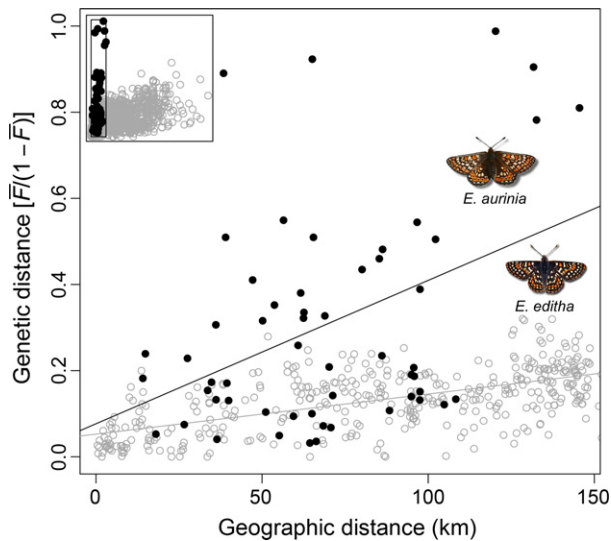 Genetic distance [F̅/(1 − F̅)]
1.0
0.8
0.6
0.4
0.2
0.0
E. aurinia
E. editha
0
50
100
150
Geographic distance (km)